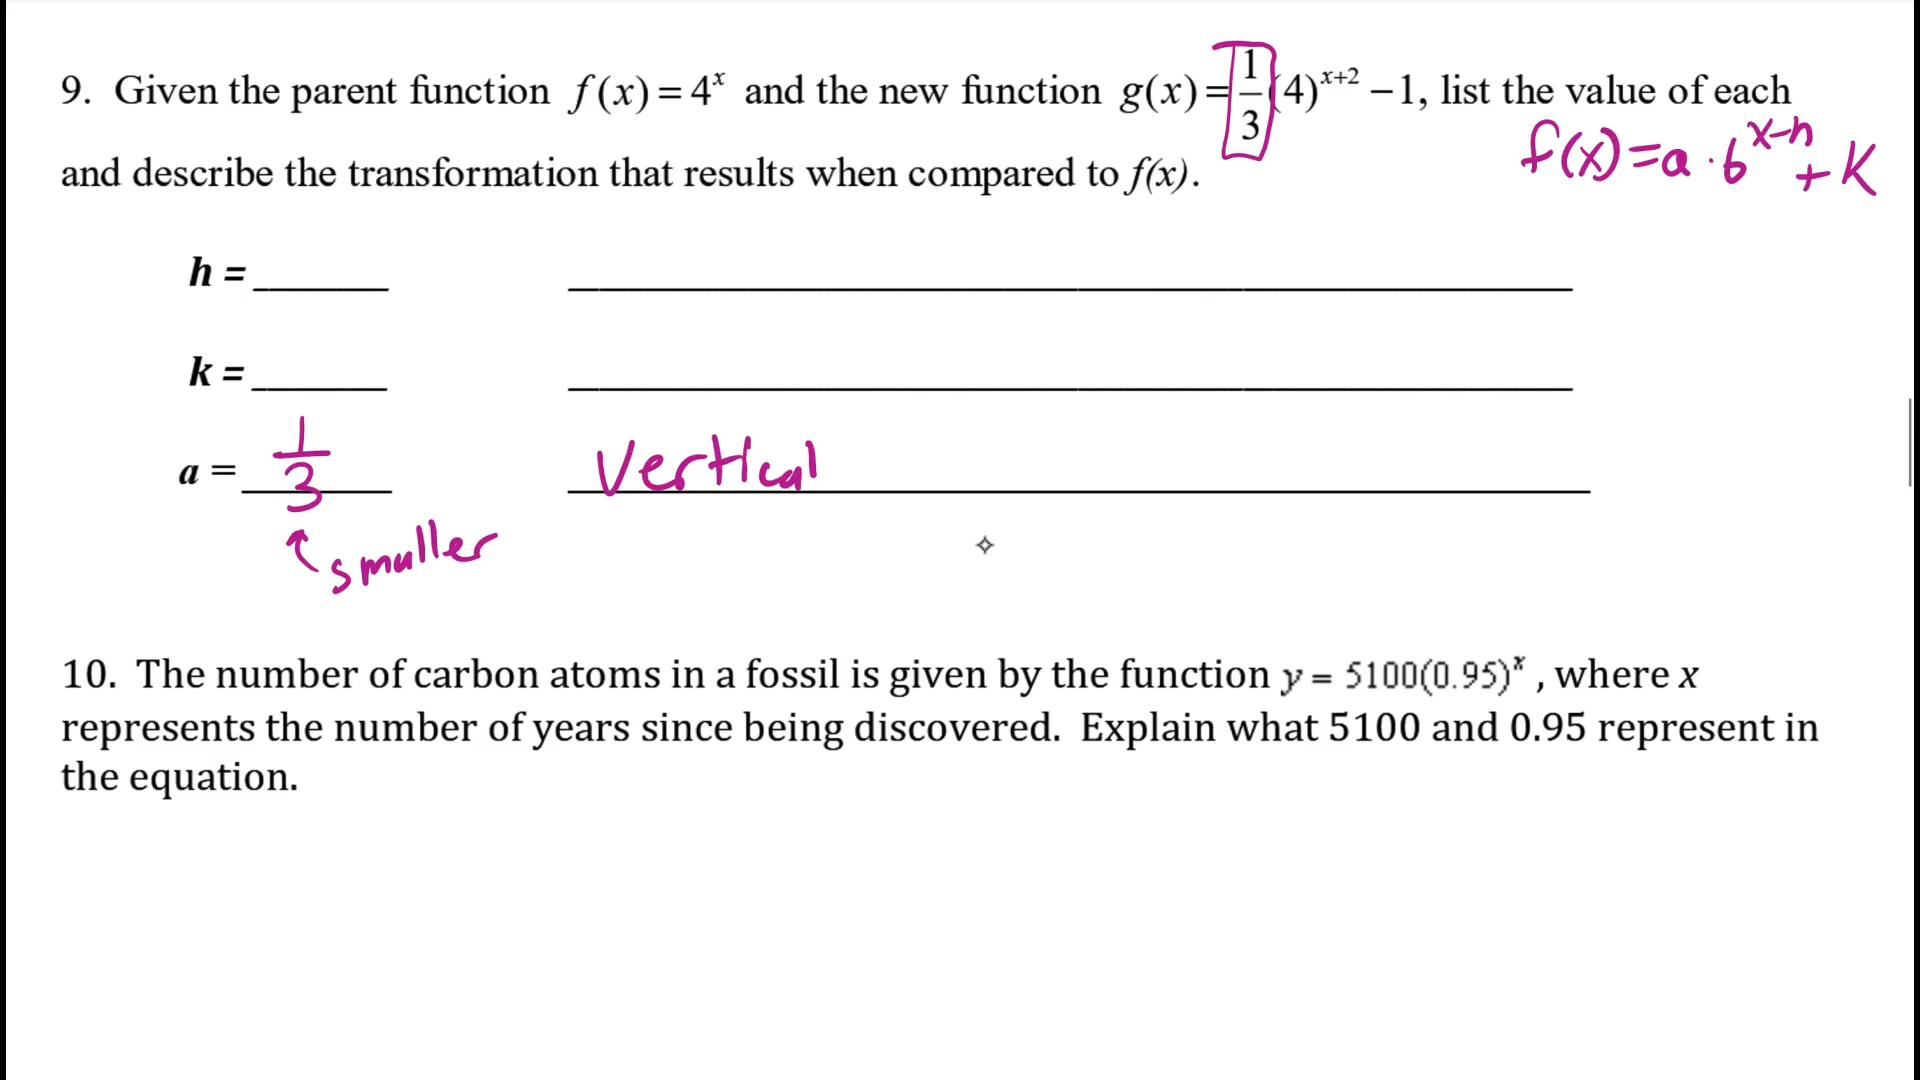 9. Given the parent function f(x) = 4^x and the new function g(x) = 1/3 (4)^{x+2} − 1, list the value of each
f(x) = a · b^{x-h} + K
and describe the transformation that results when compared to f(x).
h = ______ ______
k = ______ ______
a = 1/3 Vertical
smaller
10. The number of carbon atoms in a fossil is given by the function y = 5100(0.95)^x , where x
represents the number of years since being discovered. Explain what 5100 and 0.95 represent in
the equation.